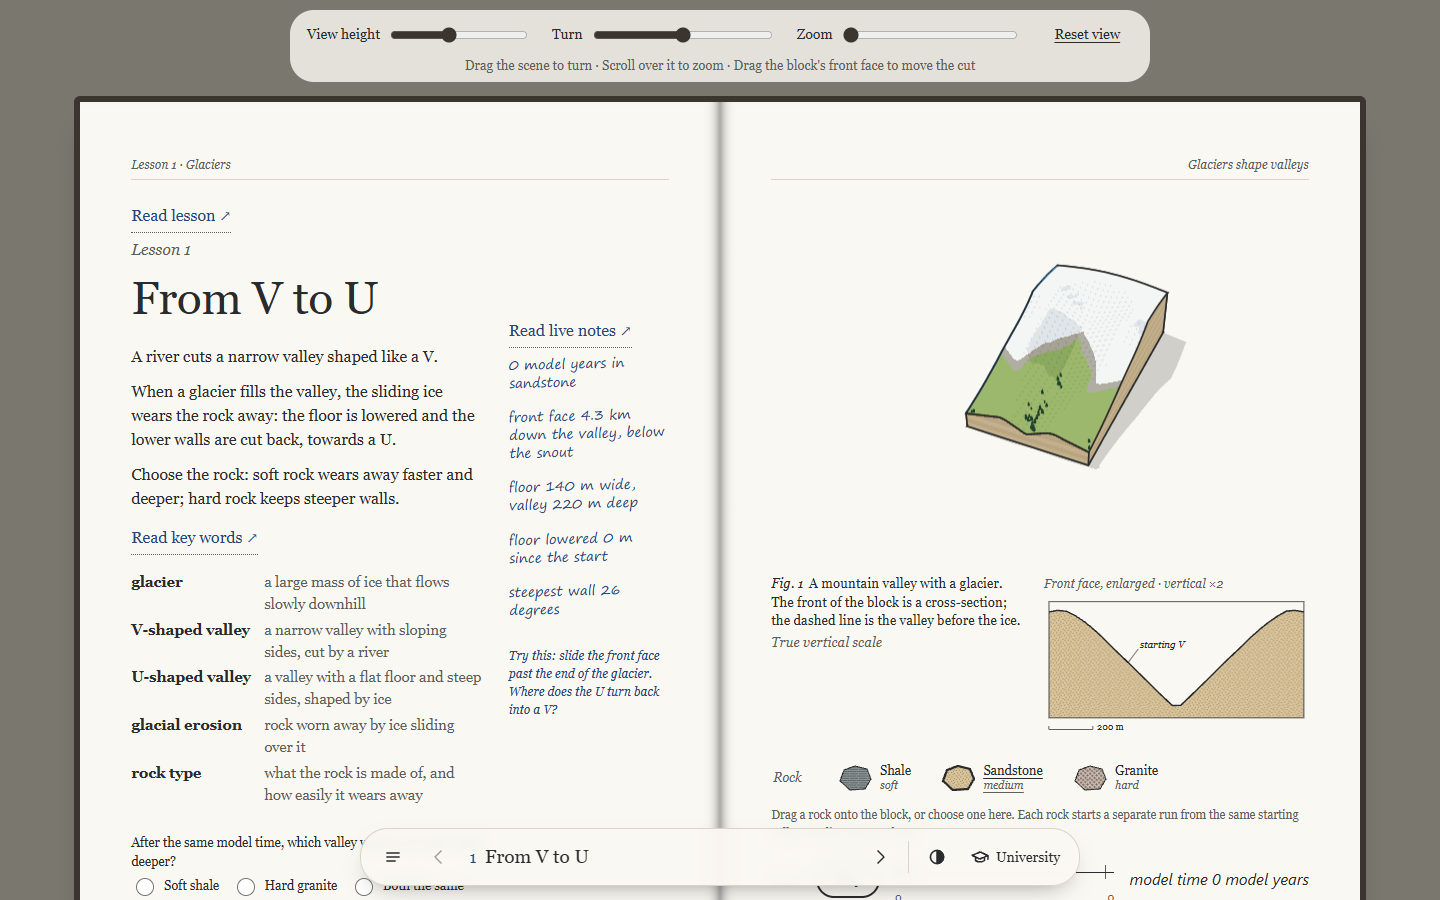 View height
Turn
Zoom
Reset view
Drag the scene to turn · Scroll over it to zoom · Drag the block's front face to move the cut
Lesson 1 · Glaciers
Glaciers shape valleys
Read lesson ↗
Lesson 1
From V to U
A river cuts a narrow valley shaped like a V.
When a glacier fills the valley, the sliding ice
wears the rock away: the floor is lowered and the
lower walls are cut back, towards a U.
Choose the rock: soft rock wears away faster and
deeper; hard rock keeps steeper walls.
Read key words ↗
glacier
a large mass of ice that flows
slowly downhill
V-shaped valley
a narrow valley with sloping
sides, cut by a river
U-shaped valley
a valley with a flat floor and steep
sides, shaped by ice
glacial erosion
rock worn away by ice sliding
over it
rock type
what the rock is made of, and
how easily it wears away
After the same model time, which valley
deeper?
Soft shale
Hard granite
Both the same
Read live notes ↗
0 model years in
sandstone
front face 4.3 km
down the valley, below
the snout
floor 140 m wide,
valley 220 m deep
floor lowered 0 m
since the start
steepest wall 26
degrees
Try this: slide the front face
past the end of the glacier.
Where does the U turn back
into a V?
Fig. 1 A mountain valley with a glacier.
The front of the block is a cross-section;
the dashed line is the valley before the ice.
True vertical scale
Front face, enlarged · vertical ×2
starting V
200 m
Rock
Shale
soft
Sandstone
medium
Granite
hard
Drag a rock onto the block, or choose one here. Each rock starts a separate run from the same starting
model time 0 model years
0
1 From V to U
University